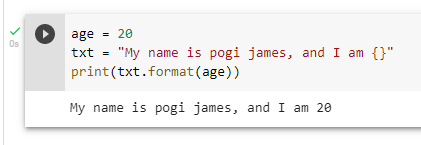 age = 20
txt = "My name is pogi james, and I am {}"
print(txt.format(age))
0s
My name is pogi james, and I am 20